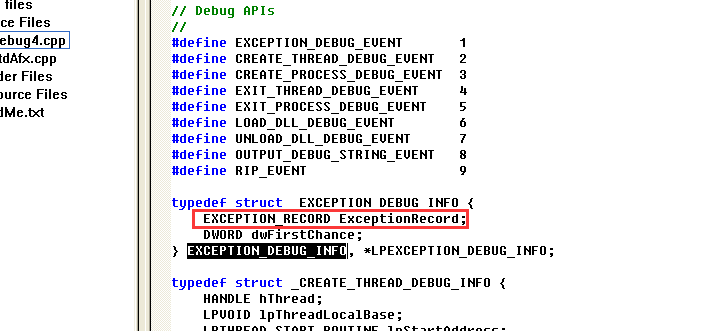 files
ce Files
ebug4.cpp
tdAfx.cpp
der Files
source Files
dMe.txt
// Debug APIs
//
#define EXCEPTION_DEBUG_EVENT 1
#define CREATE_THREAD_DEBUG_EVENT 2
#define CREATE_PROCESS_DEBUG_EVENT 3
#define EXIT_THREAD_DEBUG_EVENT 4
#define EXIT_PROCESS_DEBUG_EVENT 5
#define LOAD_DLL_DEBUG_EVENT 6
#define UNLOAD_DLL_DEBUG_EVENT 7
#define OUTPUT_DEBUG_STRING_EVENT 8
#define RIP_EVENT 9
typedef struct _EXCEPTION_DEBUG_INFO {
EXCEPTION_RECORD ExceptionRecord;
DWORD dwFirstChance;
} EXCEPTION_DEBUG_INFO, *LPEXCEPTION_DEBUG_INFO;
typedef struct _CREATE_THREAD_DEBUG_INFO {
HANDLE hThread;
LPVOID lpThreadLocalBase;
LPTHREAD_START_ROUTINE lpStartAddress;